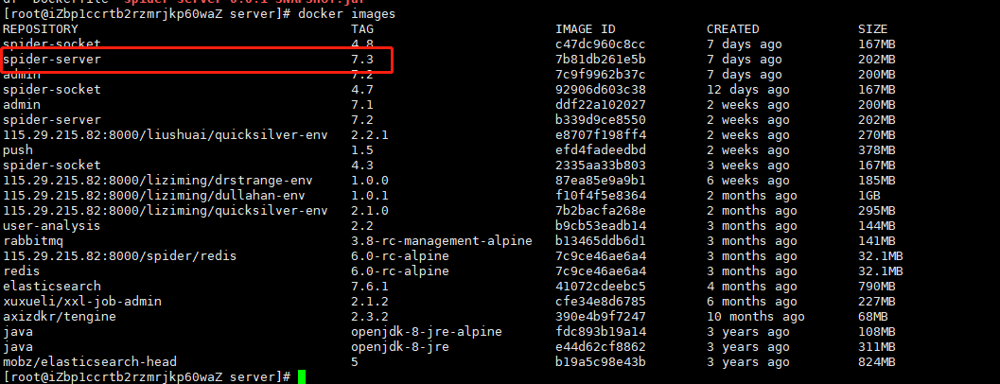 [root@iZbp1ccrtb2rzmrjkp60waZ server]# docker images
REPOSITORY TAG IMAGE ID CREATED SIZE
spider-socket 4.8 c47dc960c8cc 7 days ago 167MB
spider-server 7.3 7b81db261e5b 7 days ago 202MB
admin 7.2 7c9f9962b37c 7 days ago 200MB
spider-socket 4.7 92906d603c38 12 days ago 167MB
admin 7.1 ddf22a102027 2 weeks ago 200MB
spider-server 7.2 b339d9ce8550 2 weeks ago 202MB
115.29.215.82:8000/liushuai/quicksilver-env 2.2.1 e8707f198ff4 2 weeks ago 270MB
push 1.5 efd4fadeedbd 2 weeks ago 378MB
spider-socket 4.3 2335aa33b803 3 weeks ago 167MB
115.29.215.82:8000/liziming/drstrange-env 1.0.0 87ea85e9a9b1 6 weeks ago 185MB
115.29.215.82:8000/liziming/dullahan-env 1.0.1 f10f4f5e8364 2 months ago 1GB
115.29.215.82:8000/liziming/quicksilver-env 2.1.0 7b2bacfa268e 2 months ago 295MB
user-analysis 2.2 b9cb53eadb14 3 months ago 144MB
rabbitmq 3.8-rc-management-alpine b13465ddb6d1 3 months ago 141MB
115.29.215.82:8000/spider/redis 6.0-rc-alpine 7c9ce46ae6a4 3 months ago 32.1MB
redis 6.0-rc-alpine 7c9ce46ae6a4 3 months ago 32.1MB
elasticsearch 7.6.1 41072cdeebc5 4 months ago 790MB
xuxueli/xxl-job-admin 2.1.2 cfe34e8d6785 6 months ago 227MB
axizdkr/tengine 2.3.2 390e4b9f7247 10 months ago 68MB
java openjdk-8-jre-alpine fdc893b19a14 3 years ago 108MB
java openjdk-8-jre e44d62cf8862 3 years ago 311MB
mobz/elasticsearch-head 5 b19a5c98e43b 3 years ago 824MB
[root@iZbp1ccrtb2rzmrjkp60waZ server]#